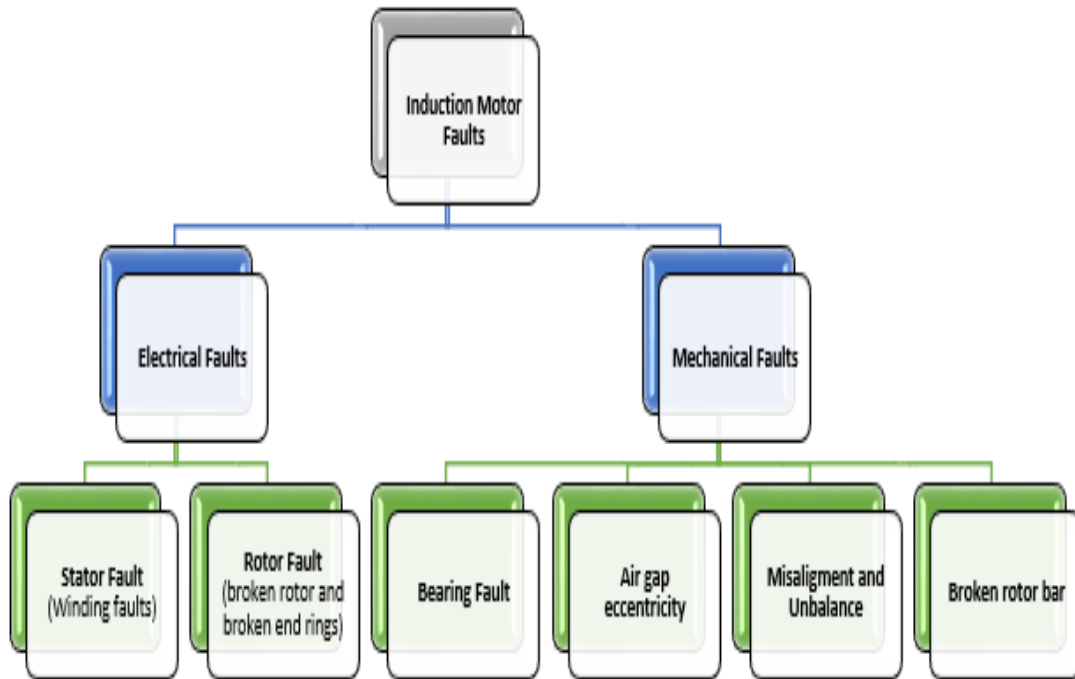 Induction Motor
Faults
Electrical Faults
Mechanical Faults
Stator Fault
(Winding faults)
Rotor Fault
(broken rotor and
broken end rings)
Bearing Fault
Air gap
eccentricity
Misaligment and
Unbalance
Broken rotor bar